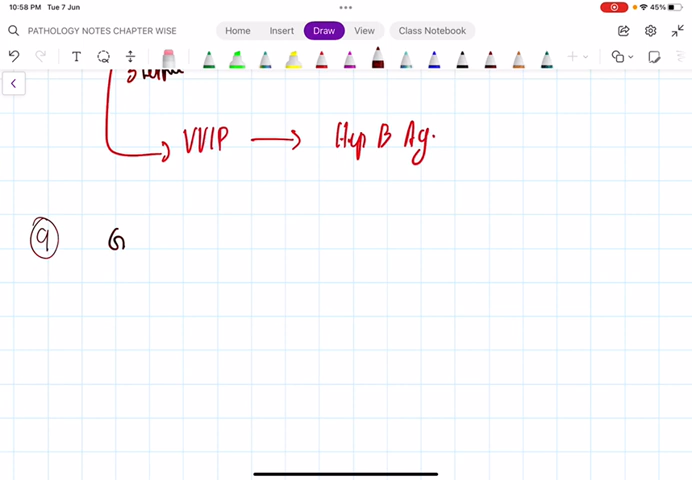 10:58 PM Tue 7 Jun
45%
PATHOLOGY NOTES CHAPTER WISE
Home Insert Draw View Class Notebook
VVIP → Hep B Ag.
9 G